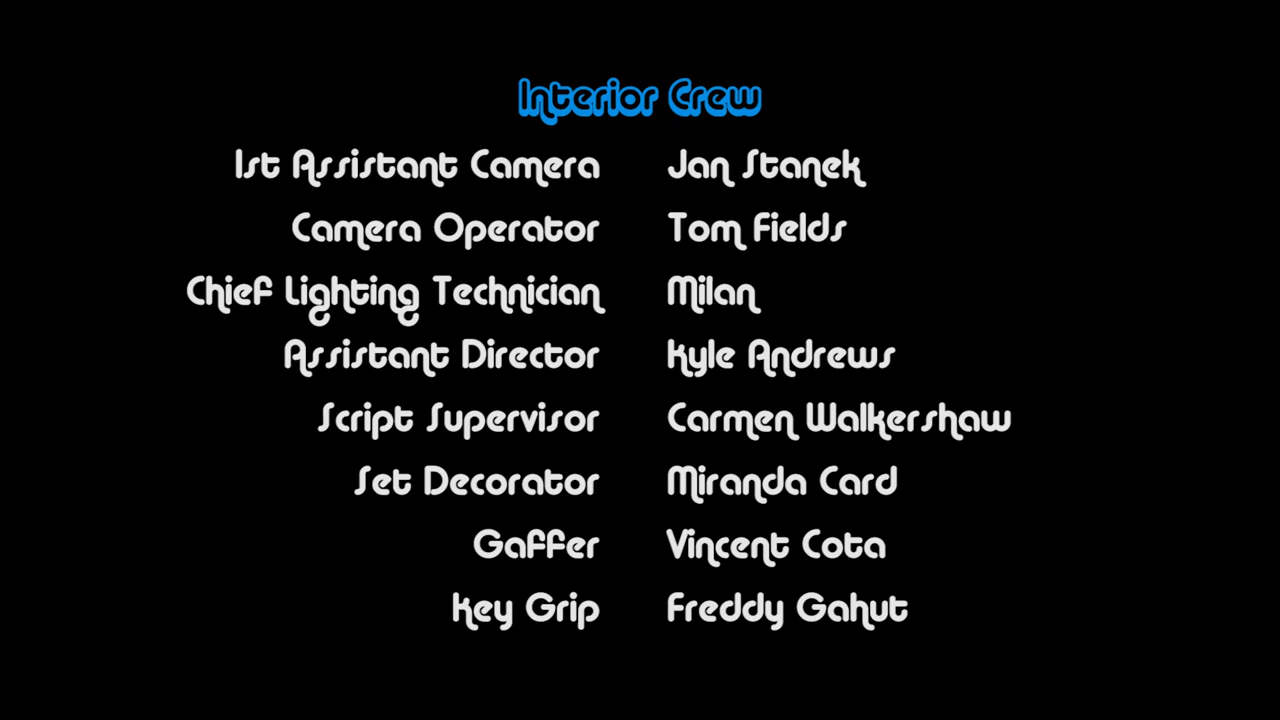 Interior Crew
1st Assistant Camera Jan Stanek
Camera Operator Tom Fields
Chief Lighting Technician Milan
Assistant Director Kyle Andrews
Script Supervisor Carmen Walkershaw
Set Decorator Miranda Card
Gaffer Vincent Cota
Key Grip Freddy Gahut